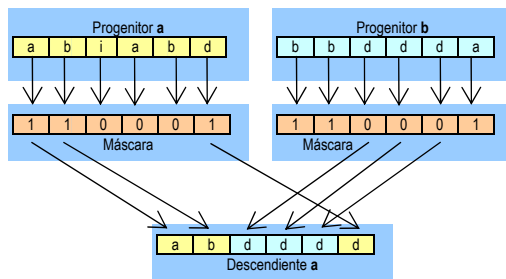 Progenitor a
a b i a b d
1 1 0 0 0 1
Máscara
Progenitor b
b b d d d a
1 1 0 0 0 1
Máscara
a b d d d d
Descendiente a